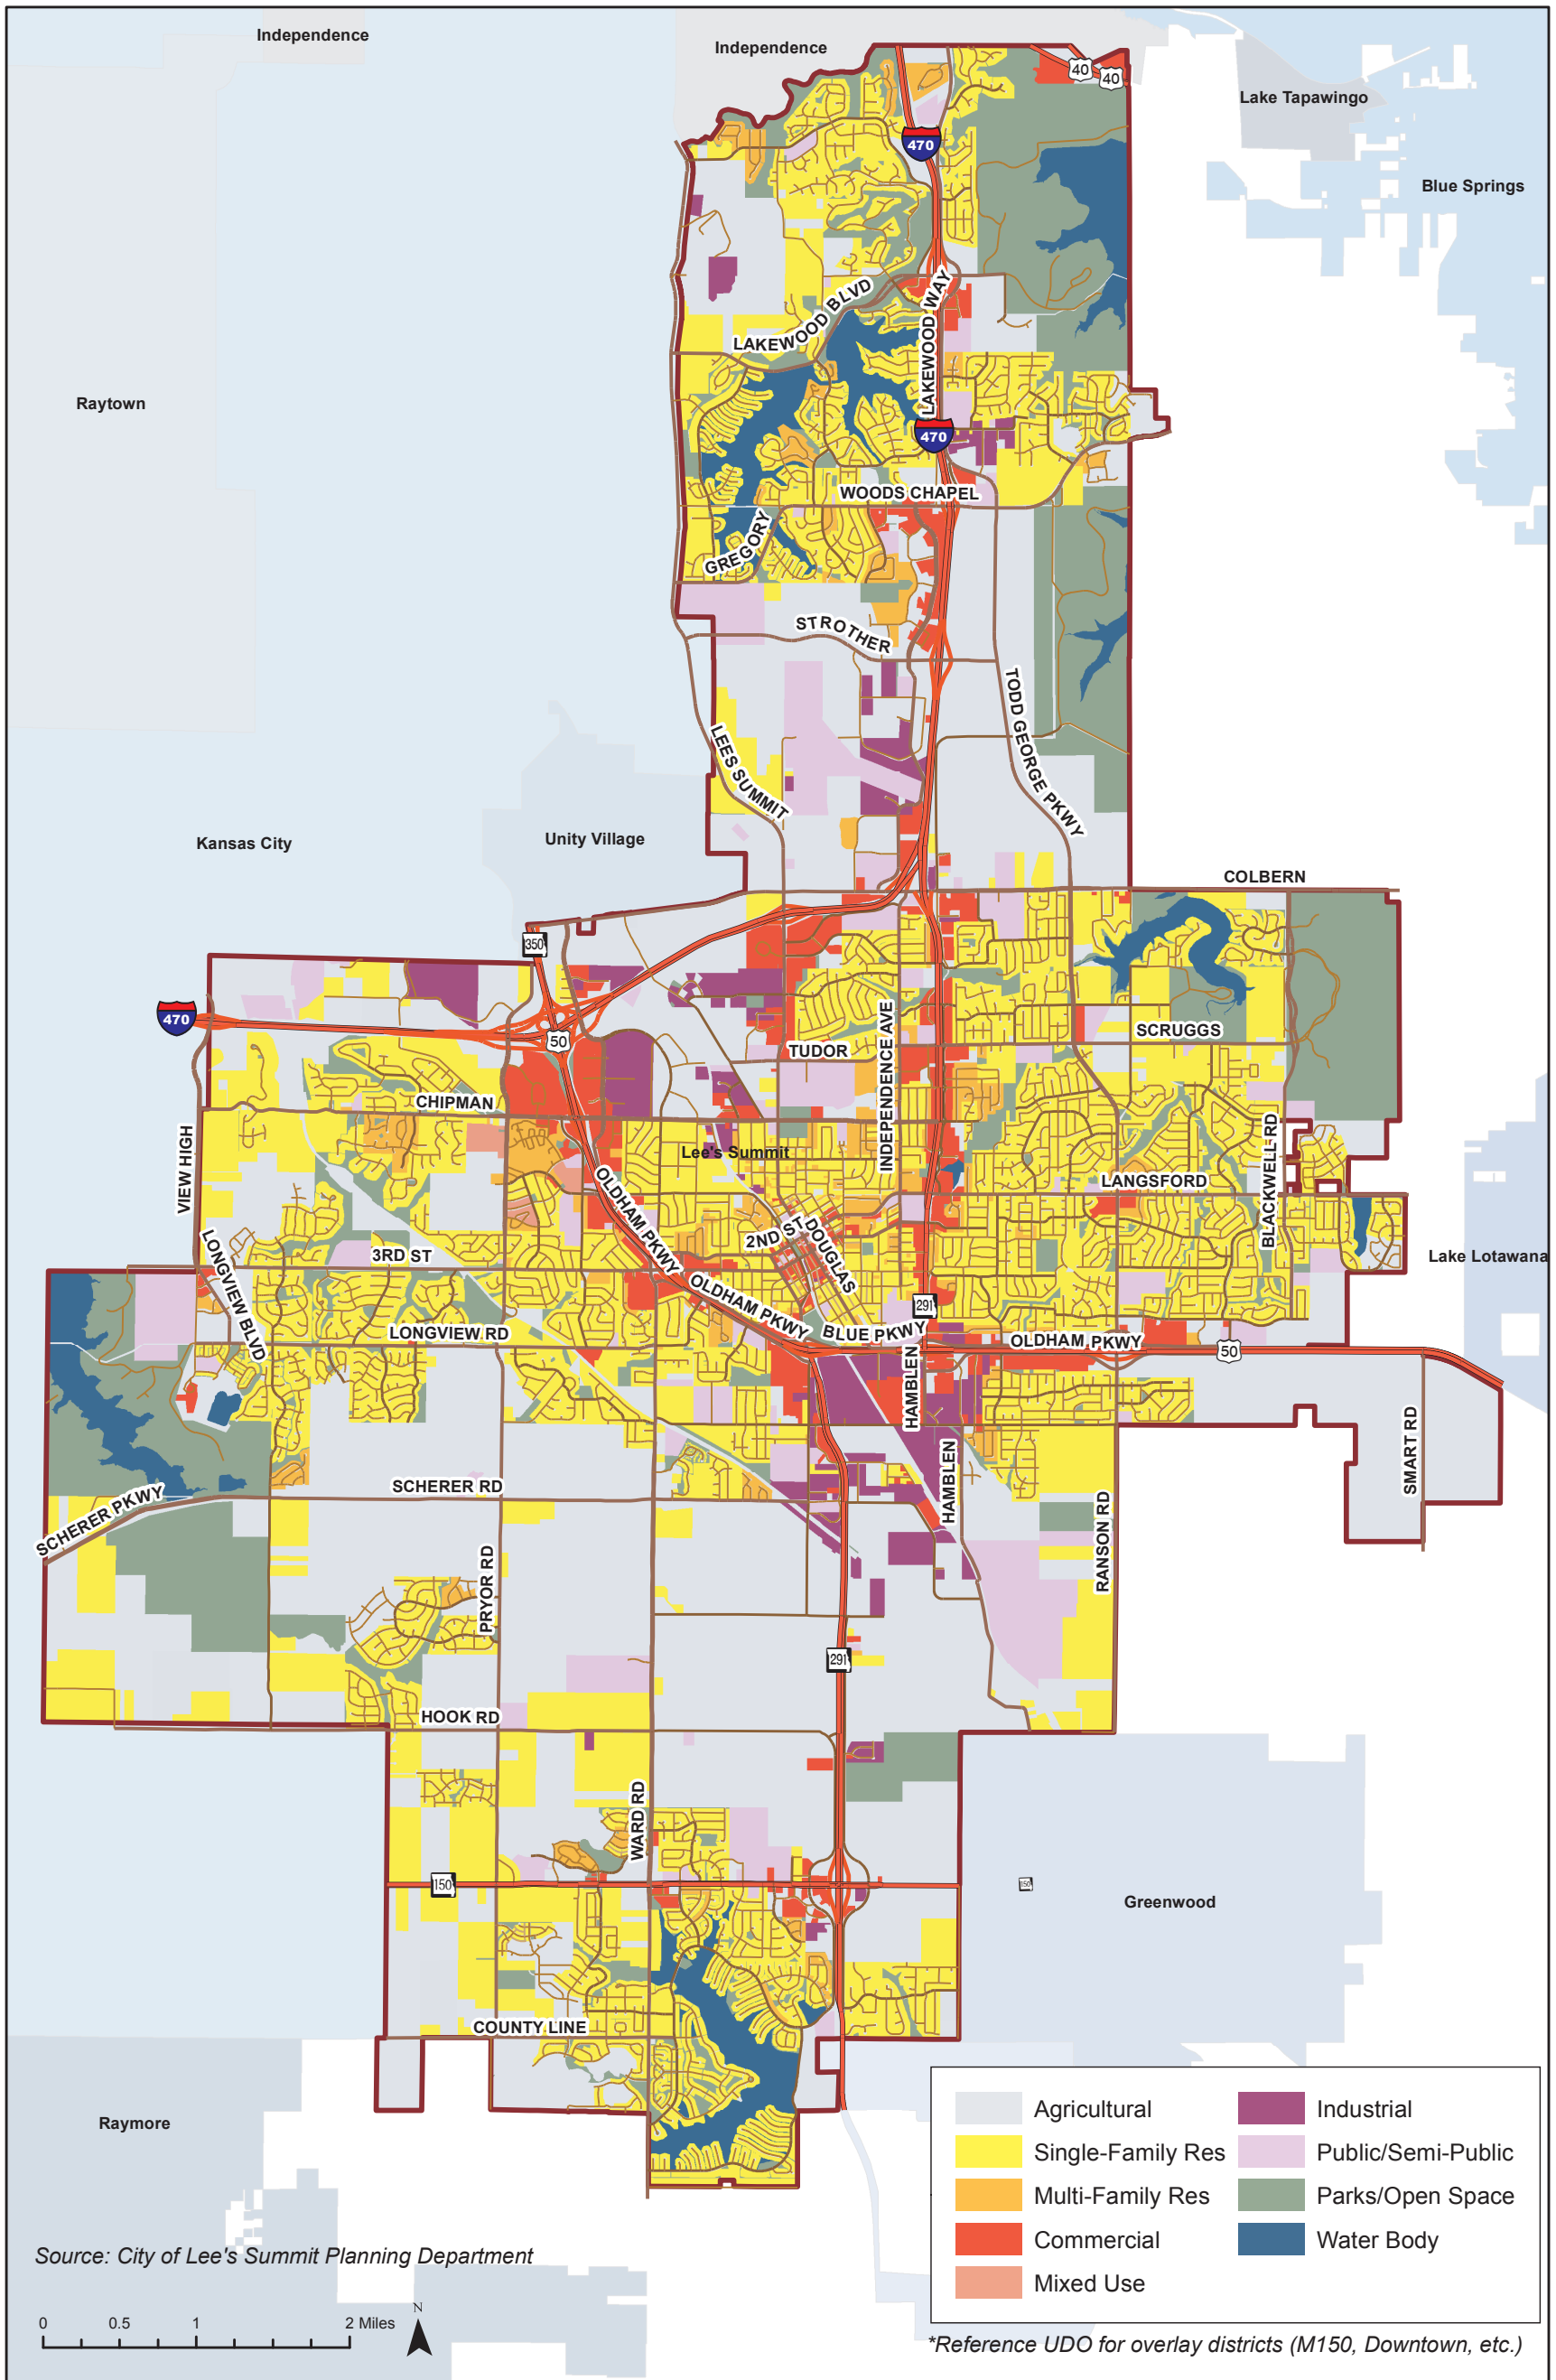 Independence
Independence
40
40
Lake Tapawingo
470
Blue Springs
LAKEWOOD BLVD
LAKEWOOD WAY
Raytown
470
WOODS CHAPEL
GREGORY
STROTHER
TODD GEORGE PKWY
LEES SUMMIT
Kansas City
Unity Village
COLBERN
350
470
50
SCRUGGS
TUDOR
INDEPENDENCE AVE
CHIPMAN
VIEW HIGH
Lee's Summit
BLACKWELL RD
LANGSFORD
OLDHAM PKWY
2ND ST
DOUGLAS
3RD ST
LONGVIEW BLVD
Lake Lotawana
OLDHAM PKWY
291
LONGVIEW RD
BLUE PKWY
OLDHAM PKWY
50
HAMBLEN
SMART RD
HAMBLEN
SCHERER RD
SCHERER PKWY
RANSON RD
PRYOR RD
291
HOOK RD
WARD RD
150
150
Greenwood
COUNTY LINE
Raymore
Agricultural
Single-Family Res
Multi-Family Res
Commercial
Mixed Use
Industrial
Public/Semi-Public
Parks/Open Space
Water Body
Source: City of Lee's Summit Planning Department
0 0.5 1 2 Miles
N
*Reference UDO for overlay districts (M150, Downtown, etc.)